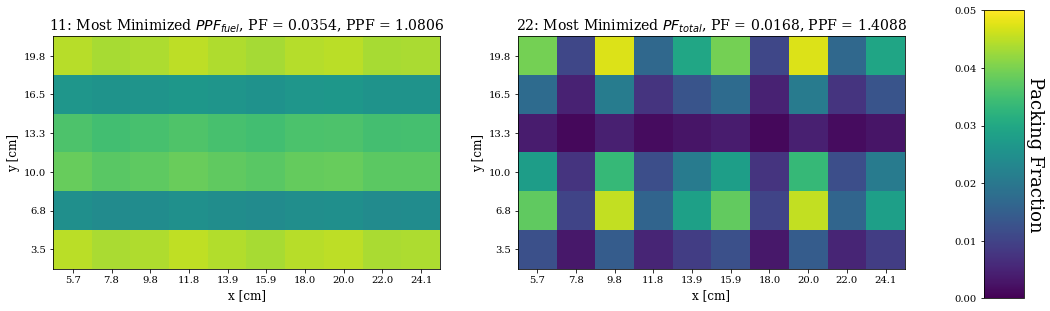 11: Most Minimized PPF_fuel, PF = 0.0354, PPF = 1.0806
19.8
16.5
13.3
10.0
6.8
3.5
y [cm]
5.7 7.8 9.8 11.8 13.9 15.9 18.0 20.0 22.0 24.1
x [cm]
22: Most Minimized PF_total, PF = 0.0168, PPF = 1.4088
19.8
16.5
13.3
10.0
6.8
3.5
y [cm]
5.7 7.8 9.8 11.8 13.9 15.9 18.0 20.0 22.0 24.1
x [cm]
0.05
0.04
0.03
0.02
0.01
0.00
Packing Fraction